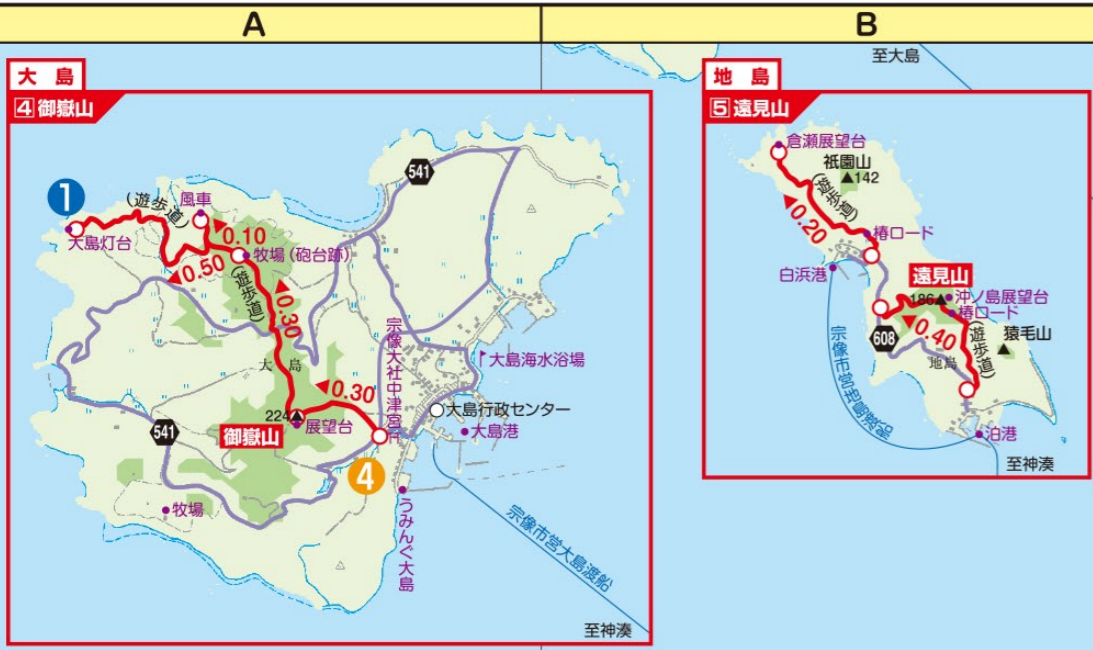 A
B
至大島
大島
4 御嶽山
541
1
(遊歩道)
風車
大島灯台
0.10
牧場(砲台跡)
0.50
(遊歩道)
0.30
宗像大社中津宮
大島
大島海水浴場
0.30
224
展望台
大島行政センター
御嶽山
541
大島港
4
牧場
うみんぐ大島
宗像市営大島渡船
至神湊
地島
5 遠見山
倉瀬展望台
祇園山
142
(遊歩道)
0.20
椿ロード
白浜港
遠見山
186
沖ノ島展望台
椿ロード
0.40
猿毛山
608
(遊歩道)
地島
宗像市営地島渡船
泊港
至神湊